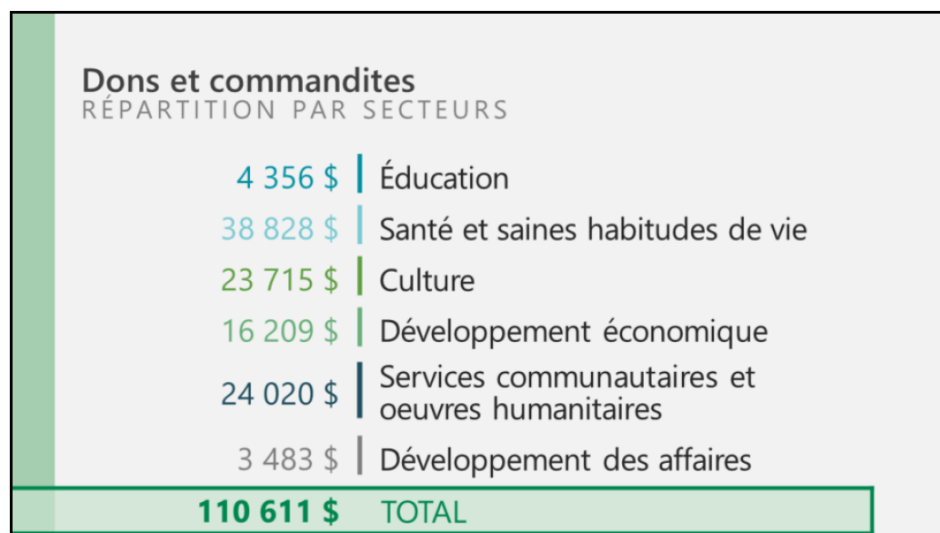 Dons et commandites
RÉPARTITION PAR SECTEURS
4 356 $ Éducation
38 828 $ Santé et saines habitudes de vie
23 715 $ Culture
16 209 $ Développement économique
24 020 $ Services communautaires et
oeuvres humanitaires
3 483 $ Développement des affaires
110 611 $ TOTAL